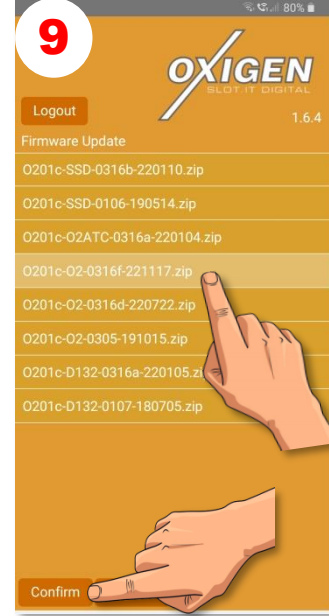 80%
9
OXIGEN
SLOT.IT DIGITAL
Logout
1.6.4
Firmware Update
O201c-SSD-0316b-220110.zip
O201c-SSD-0106-190514.zip
O201c-O2ATC-0316a-220104.zip
O201c-O2-0316f-221117.zip
O201c-O2-0316d-220722.zip
O201c-O2-0305-191015.zip
O201c-D132-0316a-220105.zi
O201c-D132-0107-180705.zip
Confirm